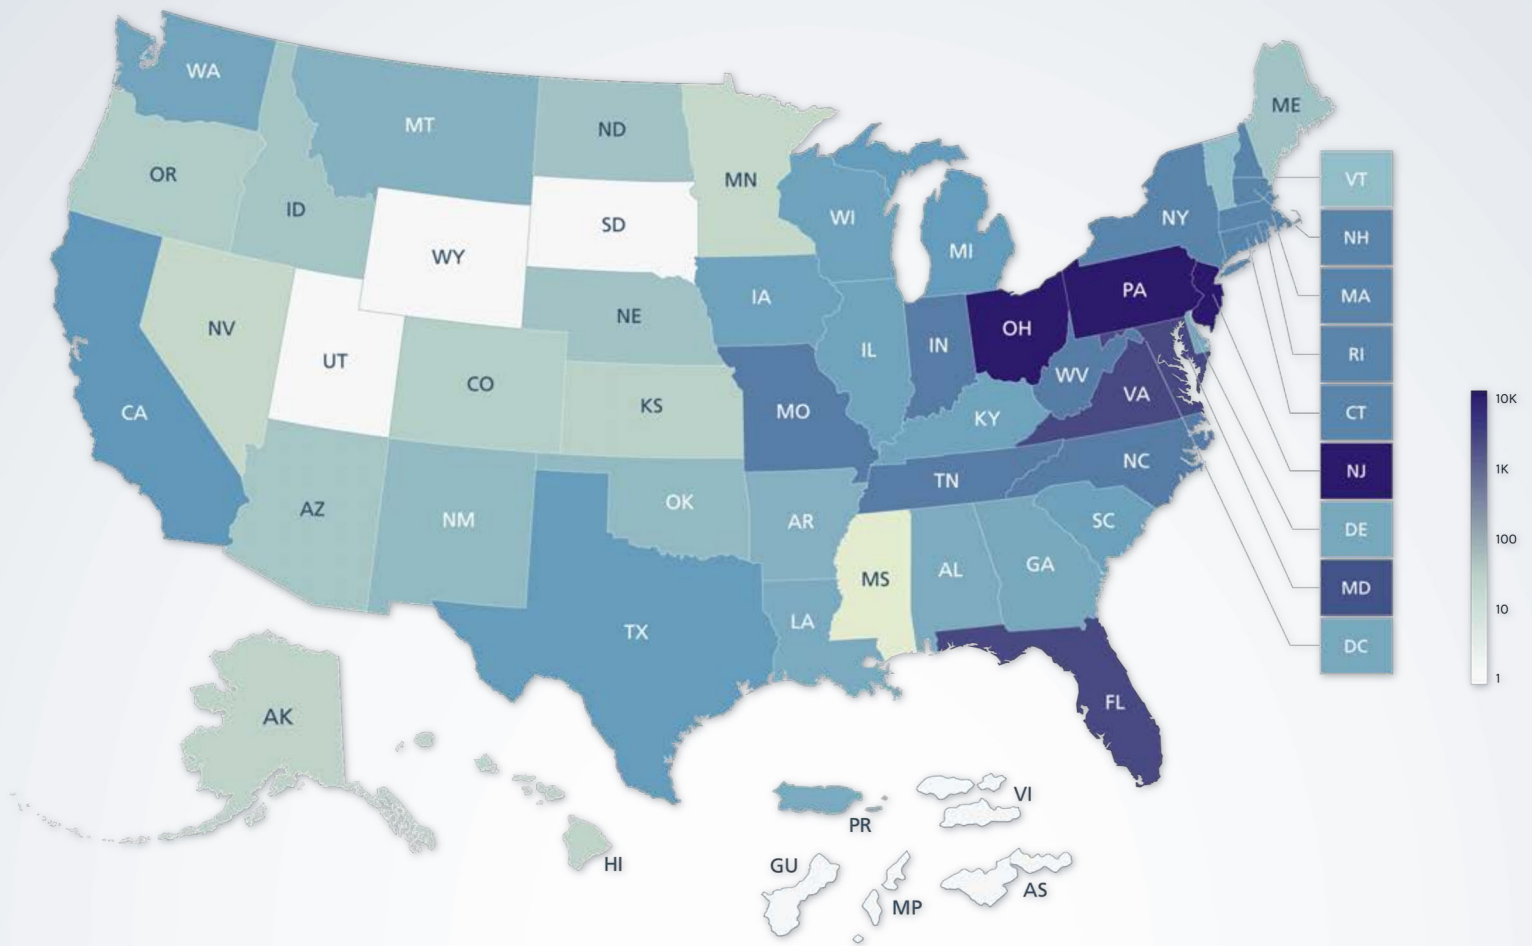 WA
MT
ND
MN
ME
OR
ID
SD
WI
MI
NY
WY
NV
UT
CO
NE
IA
IL
IN
OH
PA
CA
KS
MO
KY
WV
VA
AZ
NM
OK
AR
TN
NC
SC
TX
LA
MS
AL
GA
FL
VT
NH
MA
RI
CT
NJ
DE
MD
DC
10K
1K
100
10
1
AK
HI
PR
VI
GU
MP
AS